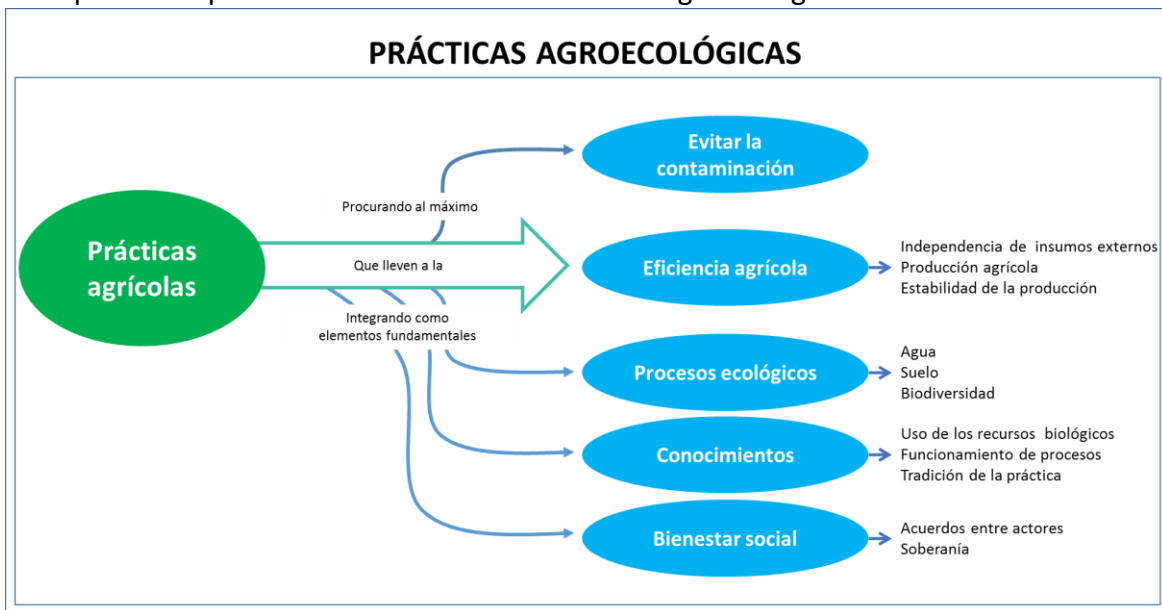 PRÁCTICAS AGROECOLÓGICAS
Evitar la
contaminación
Procurando al máximo
Prácticas
agrícolas
Que lleven a la
Eficiencia agrícola
Independencia de insumos externos
Producción agrícola
Estabilidad de la producción
Integrando como
elementos fundamentales
Procesos ecológicos
Agua
Suelo
Biodiversidad
Conocimientos
Uso de los recursos biológicos
Funcionamiento de procesos
Tradición de la práctica
Bienestar social
Acuerdos entre actores
Soberanía